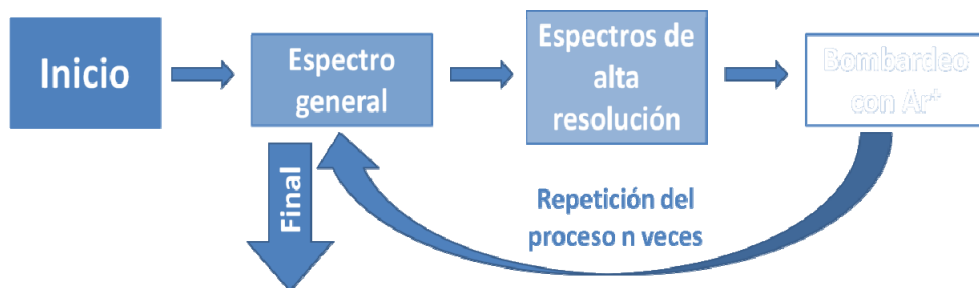 Inicio
Espectro
general
Espectros de
alta
resolución
Bombardeo
con Ar⁺
Final
Repetición del
proceso n veces